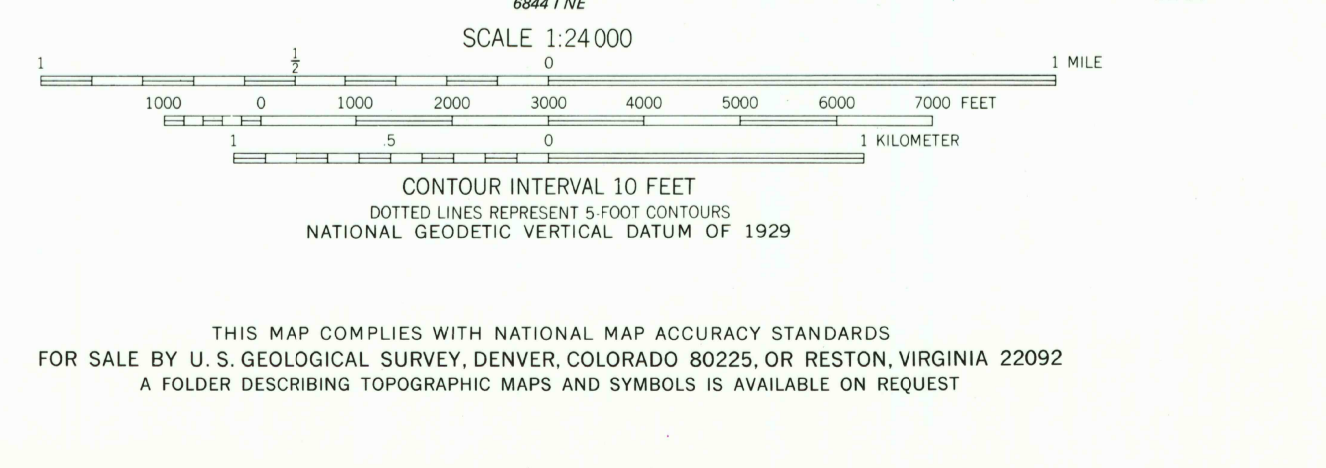 6844 I NE
SCALE 1:24 000
1 1/2 0 1 MILE
1000 0 1000 2000 3000 4000 5000 6000 7000 FEET
1 .5 0 1 KILOMETER
CONTOUR INTERVAL 10 FEET
DOTTED LINES REPRESENT 5-FOOT CONTOURS
NATIONAL GEODETIC VERTICAL DATUM OF 1929
THIS MAP COMPLIES WITH NATIONAL MAP ACCURACY STANDARDS
FOR SALE BY U. S. GEOLOGICAL SURVEY, DENVER, COLORADO 80225, OR RESTON, VIRGINIA 22092
A FOLDER DESCRIBING TOPOGRAPHIC MAPS AND SYMBOLS IS AVAILABLE ON REQUEST